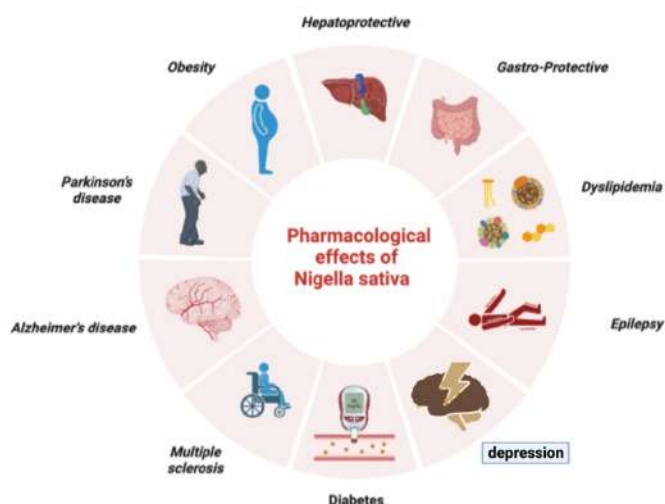 Hepatoprotective
Obesity
Gastro-Protective
Parkinson's
disease
Dyslipidemia
Pharmacological
effects of
Nigella sativa
Alzheimer's disease
Epilepsy
Multiple
sclerosis
depression
Diabetes